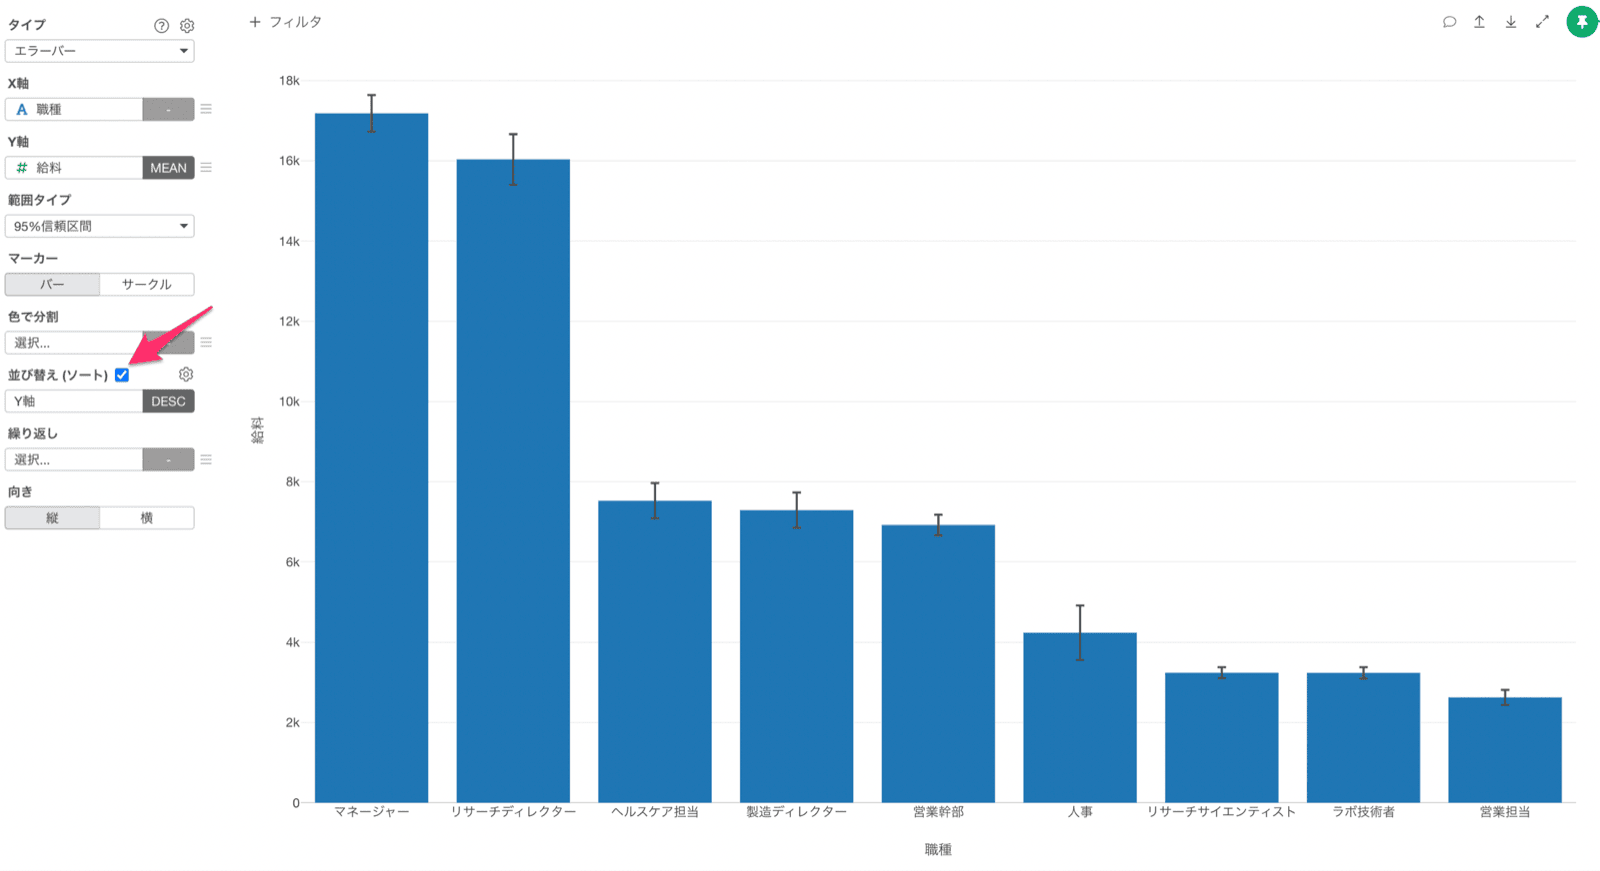 タイプ
エラーバー
X軸
A 職種 -
Y軸
# 給料 MEAN
範囲タイプ
95%信頼区間
マーカー
バー サークル
色で分割
選択...
並び替え (ソート)
Y軸 DESC
繰り返し
選択... -
向き
縦 横
+ フィルタ
18k
16k
14k
12k
10k
8k
6k
4k
2k
0
給料
マネージャー リサーチディレクター ヘルスケア担当 製造ディレクター 営業幹部 人事 リサーチサイエンティスト ラボ技術者 営業担当
職種